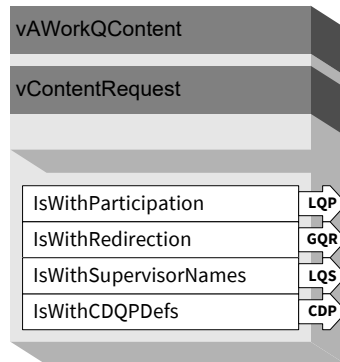 vAWorkQContent
vContentRequest
IsWithParticipation LQP
IsWithRedirection GQR
IsWithSupervisorNames LQS
IsWithCDQPDefs CDP